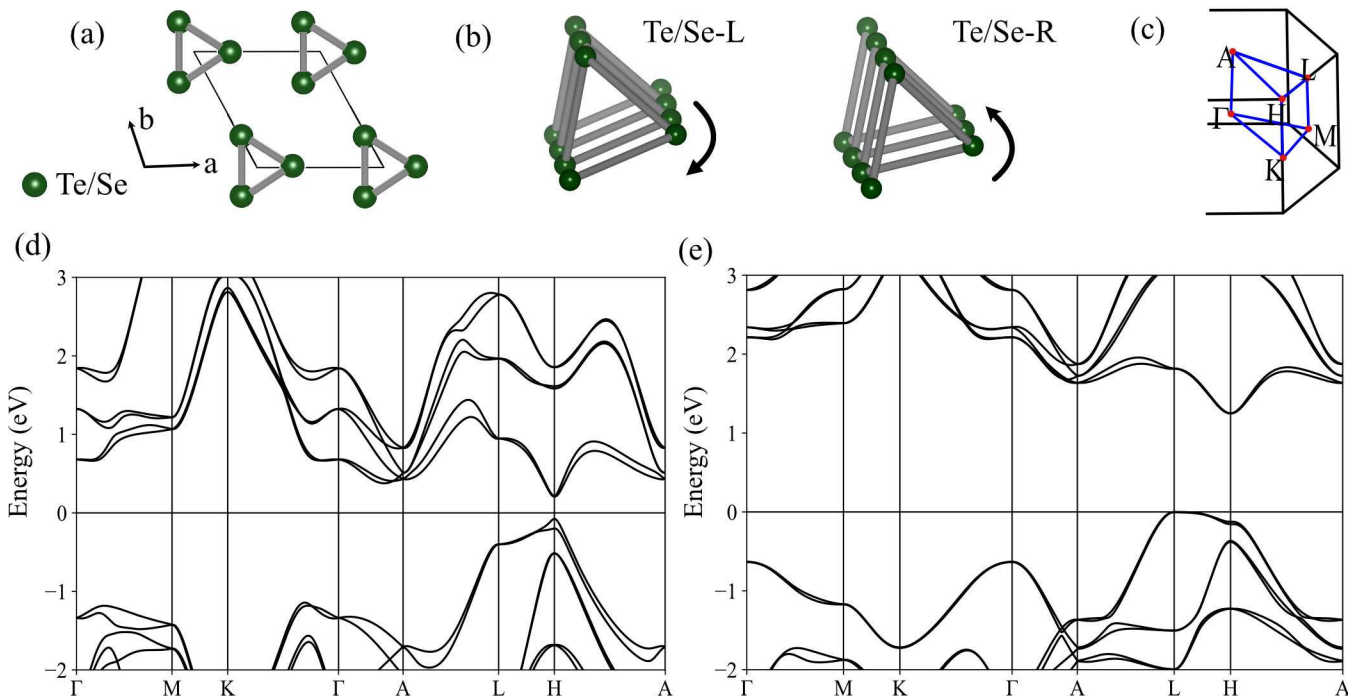 (a)
b
a
Te/Se
(b)
Te/Se-L
Te/Se-R
(c)
A
L
Γ
H
M
K
(d)
Energy (eV)
3
2
1
0
−1
−2
Γ M K Γ A L H A
(e)
Energy (eV)
3
2
1
0
−1
−2
Γ M K Γ A L H A